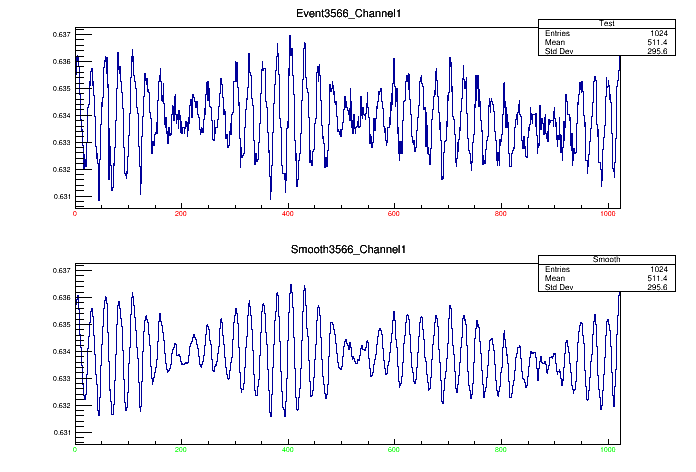 Event3566_Channel1
Test
Entries 1024
Mean 511.4
Std Dev 295.6
0.637
0.636
0.635
0.634
0.633
0.632
0.631
0 200 400 600 800 1000
Smooth3566_Channel1
Smooth
Entries 1024
Mean 511.4
Std Dev 295.6
0.637
0.636
0.635
0.634
0.633
0.632
0.631
0 200 400 600 800 1000